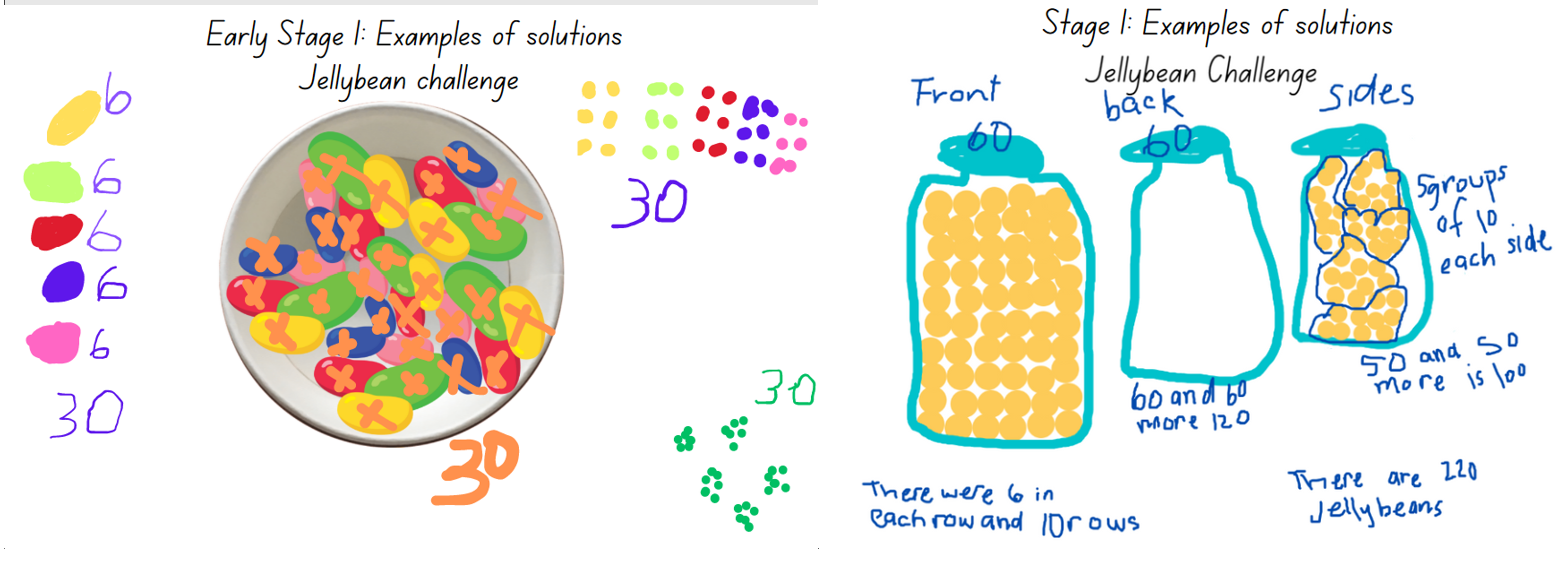 Early Stage 1: Examples of solutions
Jellybean challenge
6
6
6
6
6
30
30
30
30
Stage 1: Examples of solutions
Jellybean Challenge
Front
60
back
60
sides
5groups
of 10
each side
50 and 50
more is 100
60 and 60
more 120
There were 6 in
each row and 10 rows
There are 220
Jellybeans